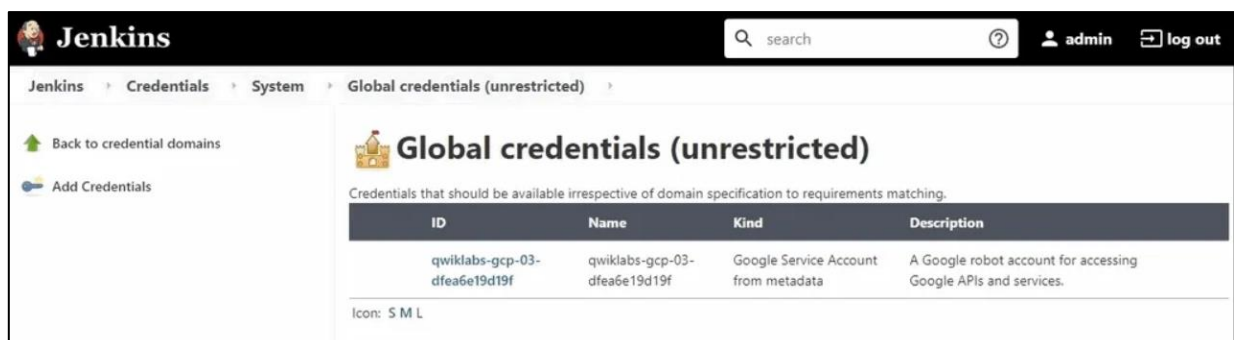 Jenkins
search
admin
log out
Jenkins
Credentials
System
Global credentials (unrestricted)
Back to credential domains
Add Credentials
Global credentials (unrestricted)
Credentials that should be available irrespective of domain specification to requirements matching.
ID Name Kind Description
qwiklabs-gcp-03- qwiklabs-gcp-03- Google Service Account A Google robot account for accessing
dfea6e19d19f dfea6e19d19f from metadata Google APIs and services.
Icon: S M L